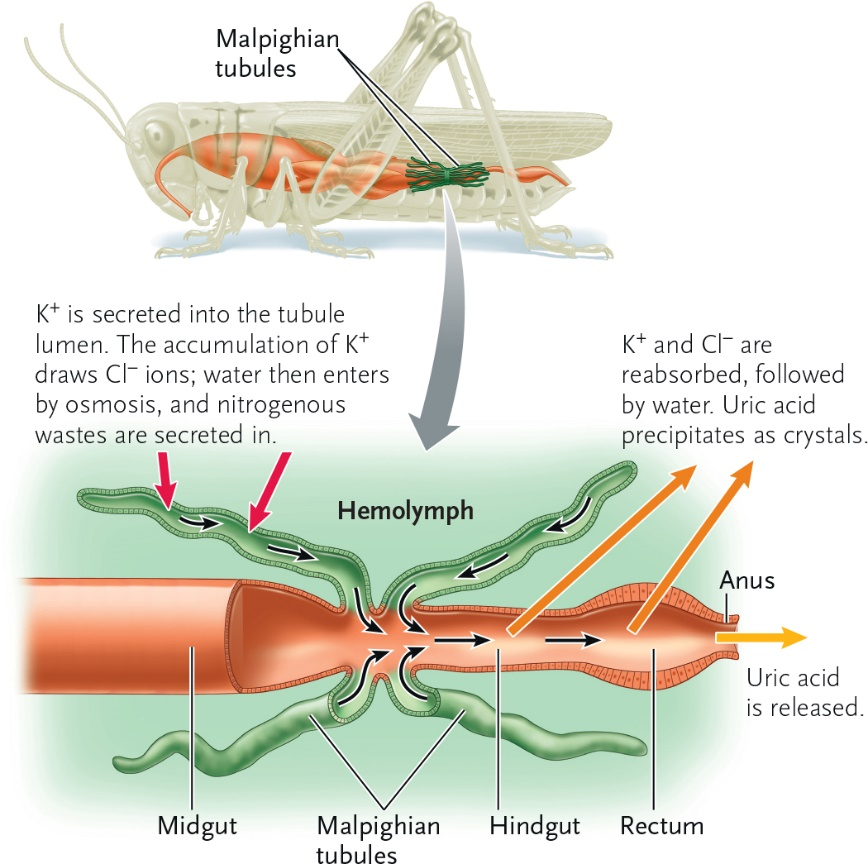 Malpighian
tubules
K⁺ is secreted into the tubule
lumen. The accumulation of K⁺
draws Cl⁻ ions; water then enters
by osmosis, and nitrogenous
wastes are secreted in.
K⁺ and Cl⁻ are
reabsorbed, followed
by water. Uric acid
precipitates as crystals.
Hemolymph
Anus
Uric acid
is released.
Midgut
Malpighian
tubules
Hindgut
Rectum